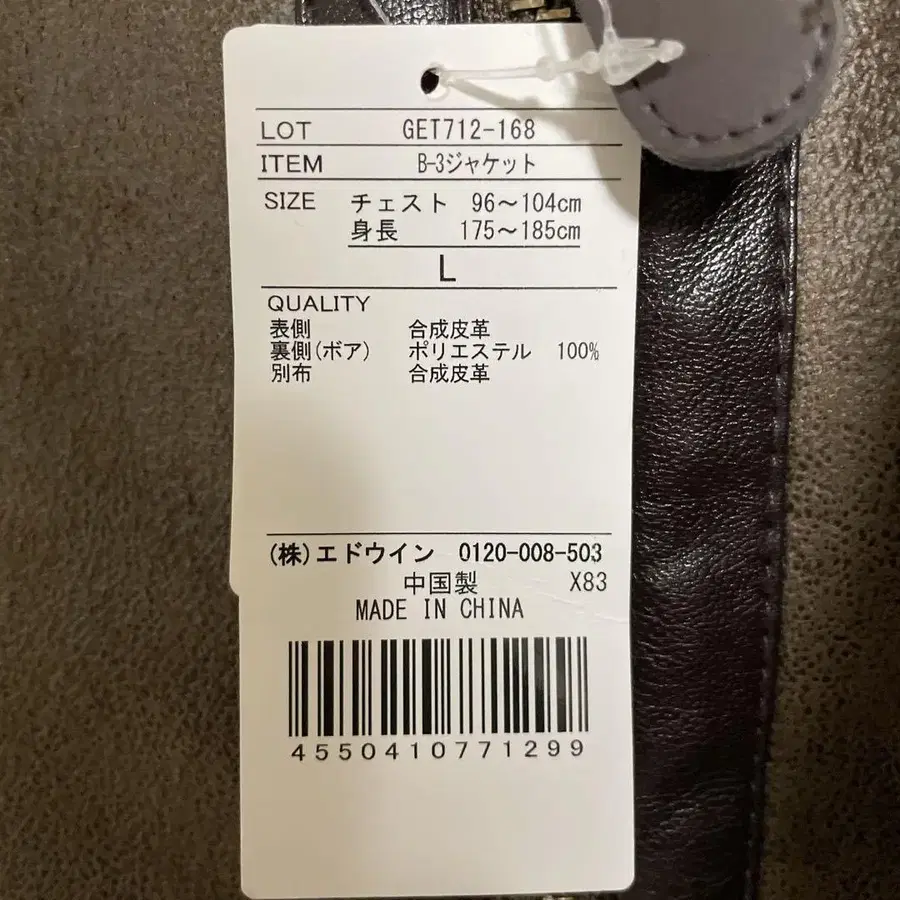 LOT GET712-168
ITEM B-3ジャケット
SIZE チェスト 96～104cm
身長 175～185cm
L
QUALITY
表側 合成皮革
裏側(ボア) ポリエステル 100%
別布 合成皮革
(株)エドウイン 0120-008-503
中国製 X83
MADE IN CHINA
4550410771299